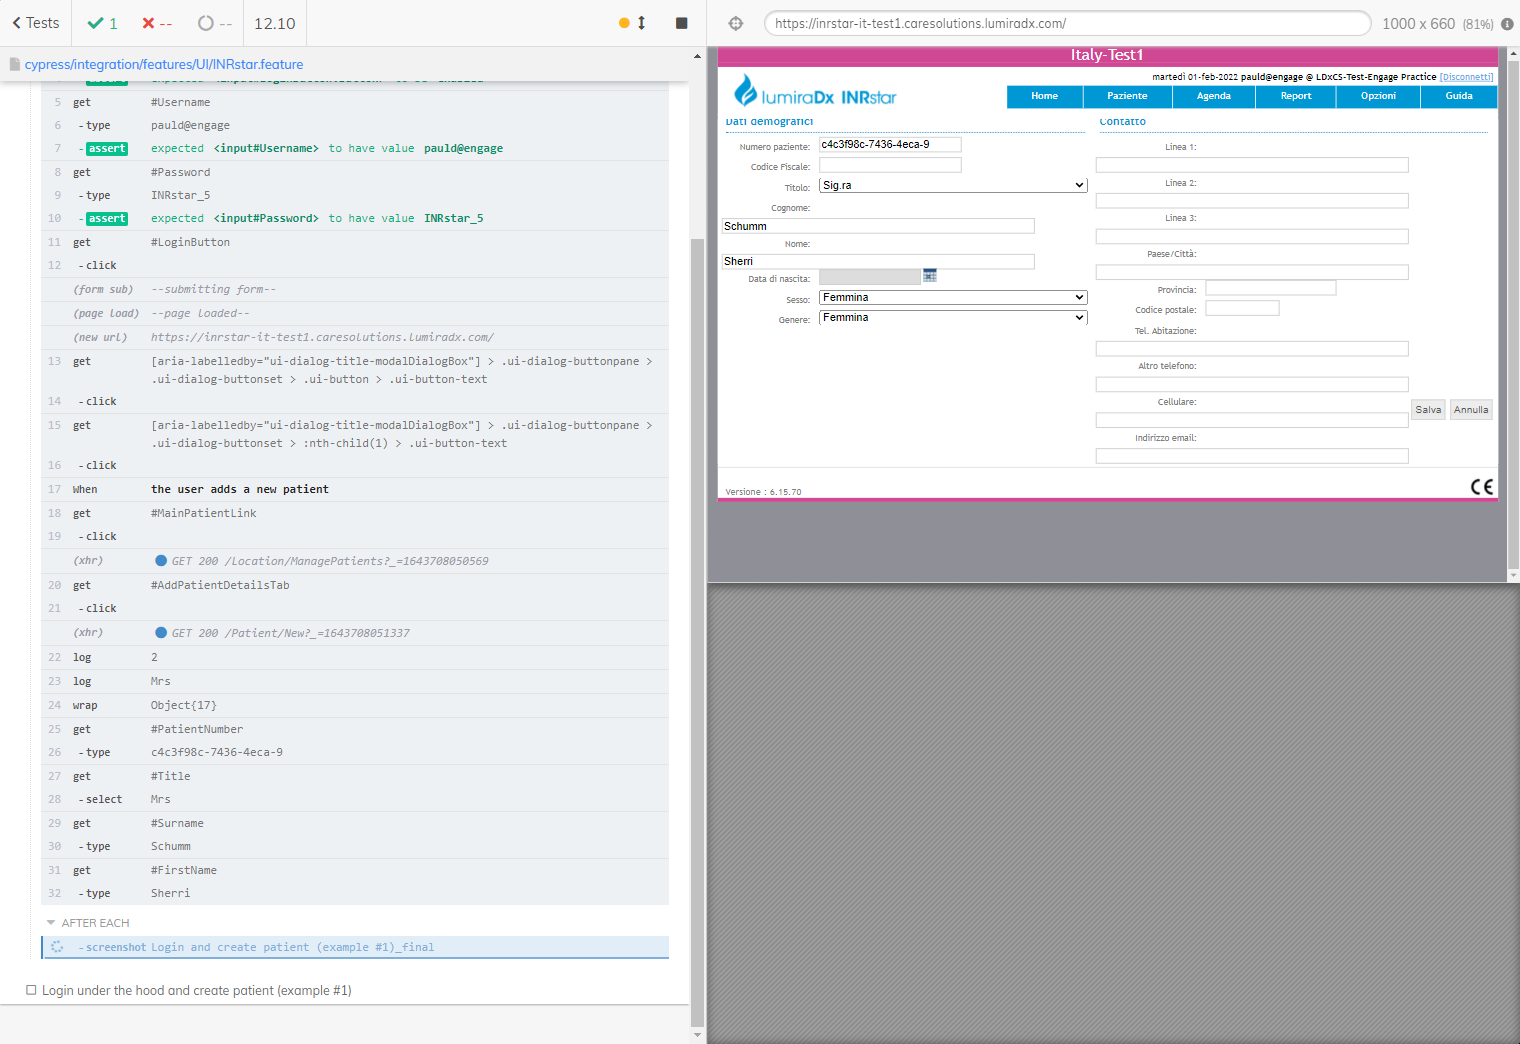 Tests
1
--
--
12.10
cypress/integration/features/UI/INRstar.feature
5 get #Username
6 -type pauld@engage
7 -assert expected <input#Username> to have value pauld@engage
8 get #Password
9 -type INRstar_5
10 -assert expected <input#Password> to have value INRstar_5
11 get #LoginButton
12 -click
(form sub) --submitting form--
(page load) --page loaded--
(new url) https://inrstar-it-test1.caresolutions.lumiradx.com/
13 get [aria-labelledby="ui-dialog-title-modalDialogBox"] > .ui-dialog-buttonpane >
.ui-dialog-buttonset > .ui-button > .ui-button-text
14 -click
15 get [aria-labelledby="ui-dialog-title-modalDialogBox"] > .ui-dialog-buttonpane >
.ui-dialog-buttonset > :nth-child(1) > .ui-button-text
16 -click
17 When the user adds a new patient
18 get #MainPatientLink
19 -click
(xhr) GET 200 /Location/ManagePatients?_=1643708050569
20 get #AddPatientDetailsTab
21 -click
(xhr) GET 200 /Patient/New?_=1643708051337
22 log 2
23 log Mrs
24 wrap Object{17}
25 get #PatientNumber
26 -type c4c3f98c-7436-4eca-9
27 get #Title
28 -select Mrs
29 get #Surname
30 -type Schumm
31 get #FirstName
32 -type Sherri
AFTER EACH
-screenshot Login and create patient (example #1)_final
Login under the hood and create patient (example #1)
https://inrstar-it-test1.caresolutions.lumiradx.com/
1000 x 660 (81%)
Italy-Test1
martedì 01-feb-2022 pauld@engage @ LDxCS-Test-Engage Practice [Disconnetti]
lumiraDx INRstar
Home Paziente Agenda Report Opzioni Guida
Dati demografici
Numero paziente: c4c3f98c-7436-4eca-9
Codice Fiscale:
Titolo: Sig.ra
Cognome:
Schumm
Nome:
Sherri
Data di nascita:
Sesso: Femmina
Genere: Femmina
Contatto
Linea 1:
Linea 2:
Linea 3:
Paese/Città:
Provincia:
Codice postale:
Tel. Abitazione:
Altro telefono:
Cellulare:
Indirizzo email:
Salva Annulla
Versione : 6.15.70
CE